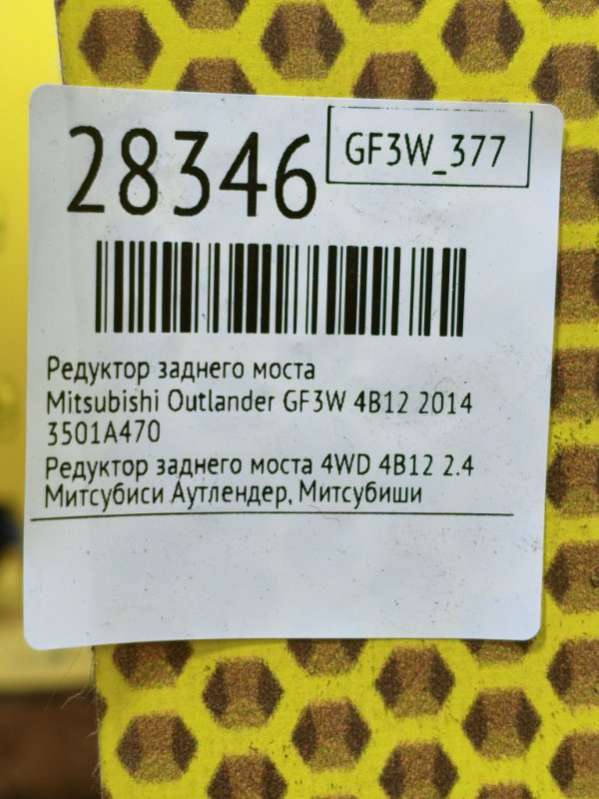 28346
GF3W_377
Редуктор заднего моста
Mitsubishi Outlander GF3W 4B12 2014
3501A470
Редуктор заднего моста 4WD 4B12 2.4
Митсубиси Аутлендер, Митсубиши